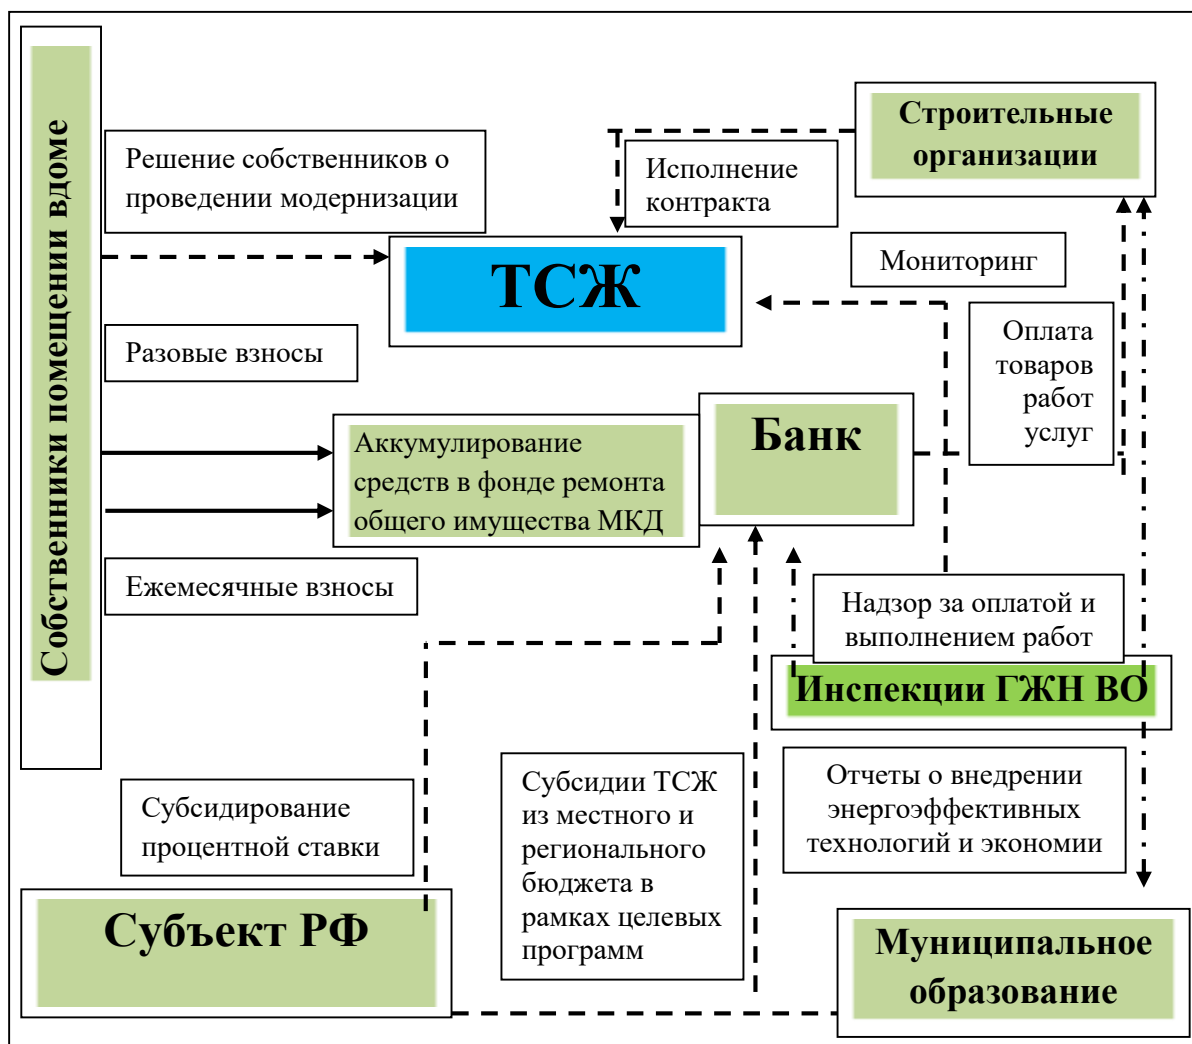 Собственники помещении вдоме
Строительные
организации
Решение собственников о
проведении модернизации
Исполнение
контракта
ТСЖ
Мониторинг
Разовые взносы
Оплата
товаров
работ
услуг
Банк
Аккумулирование
средств в фонде ремонта
общего имущества МКД
Ежемесячные взносы
Надзор за оплатой и
выполнением работ
Инспекции ГЖН ВО
Субсидирование
процентной ставки
Субсидии ТСЖ
из местного и
регионального
бюджета в
рамках целевых
программ
Отчеты о внедрении
энергоэффективных
технологий и экономии
Субъект РФ
Муниципальное
образование